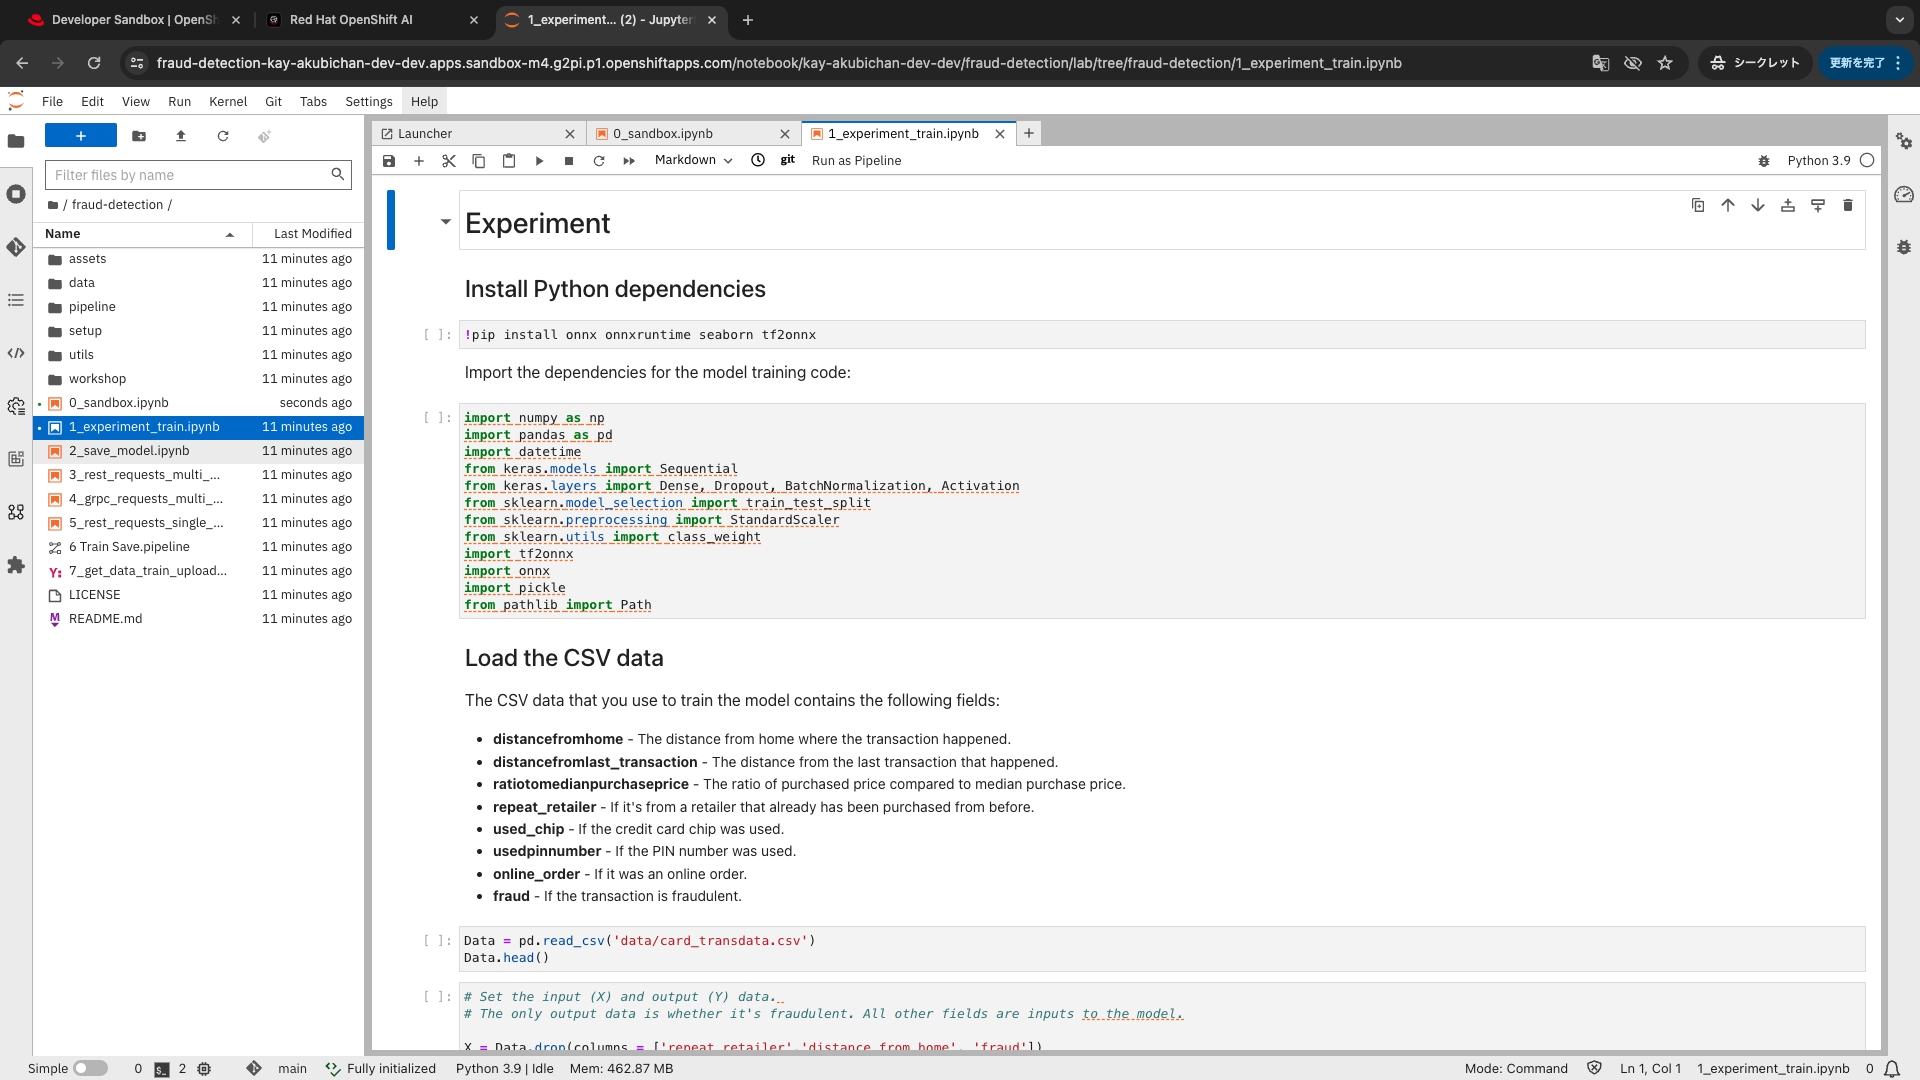 Developer Sandbox | OpenSh
Red Hat OpenShift AI
1_experiment... (2) - Jupyter
fraud-detection-kay-akubichan-dev-dev.apps.sandbox-m4.g2pi.p1.openshiftapps.com/notebook/kay-akubichan-dev-dev/fraud-detection/lab/tree/fraud-detection/1_experiment_train.ipynb
シークレット
更新を完了
File Edit View Run Kernel Git Tabs Settings Help
Filter files by name
/ fraud-detection /
Name Last Modified
assets 11 minutes ago
data 11 minutes ago
pipeline 11 minutes ago
setup 11 minutes ago
utils 11 minutes ago
workshop 11 minutes ago
0_sandbox.ipynb seconds ago
1_experiment_train.ipynb 11 minutes ago
2_save_model.ipynb 11 minutes ago
3_rest_requests_multi_... 11 minutes ago
4_grpc_requests_multi_... 11 minutes ago
5_rest_requests_single_... 11 minutes ago
6 Train Save.pipeline 11 minutes ago
Y: 7_get_data_train_upload... 11 minutes ago
LICENSE 11 minutes ago
README.md 11 minutes ago
Launcher
0_sandbox.ipynb
1_experiment_train.ipynb
Markdown git Run as Pipeline Python 3.9
Experiment
Install Python dependencies
[ ]: !pip install onnx onnxruntime seaborn tf2onnx
Import the dependencies for the model training code:
[ ]: import numpy as np
import pandas as pd
import datetime
from keras.models import Sequential
from keras.layers import Dense, Dropout, BatchNormalization, Activation
from sklearn.model_selection import train_test_split
from sklearn.preprocessing import StandardScaler
from sklearn.utils import class_weight
import tf2onnx
import onnx
import pickle
from pathlib import Path
Load the CSV data
The CSV data that you use to train the model contains the following fields:
• distancefromhome - The distance from home where the transaction happened.
• distancefromlast_transaction - The distance from the last transaction that happened.
• ratiotomedianpurchaseprice - The ratio of purchased price compared to median purchase price.
• repeat_retailer - If it's from a retailer that already has been purchased from before.
• used_chip - If the credit card chip was used.
• usedpinnumber - If the PIN number was used.
• online_order - If it was an online order.
• fraud - If the transaction is fraudulent.
[ ]: Data = pd.read_csv('data/card_transdata.csv')
Data.head()
[ ]: # Set the input (X) and output (Y) data.
# The only output data is whether it's fraudulent. All other fields are inputs to the model.
X = Data.drop(columns = ['repeat_retailer','distance_from_home', 'fraud'])
Simple 0 2 main Fully initialized Python 3.9 | Idle Mem: 462.87 MB Mode: Command Ln 1, Col 1 1_experiment_train.ipynb 0